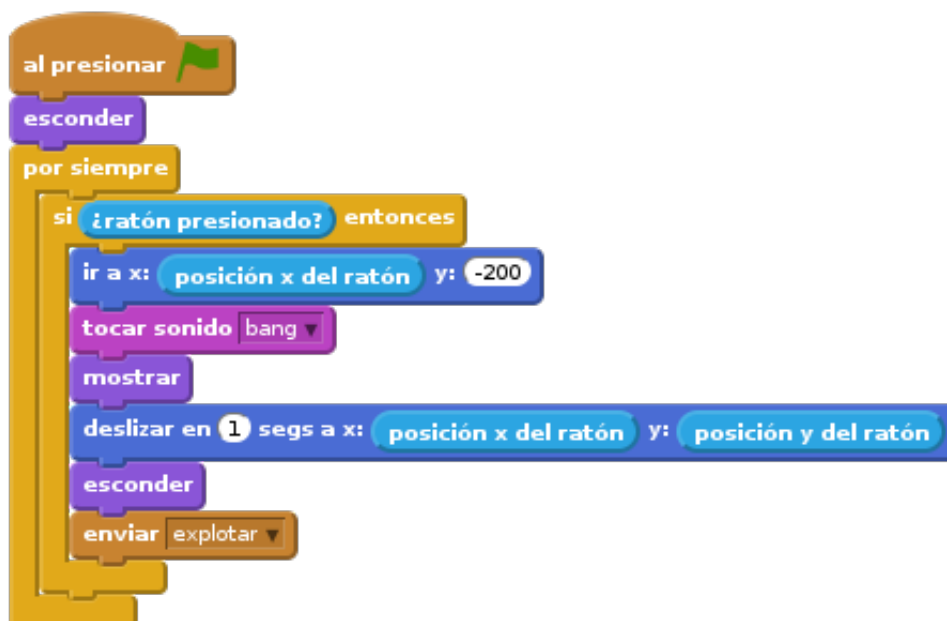 al presionar
esconder
por siempre
si ¿ratón presionado? entonces
ir a x: posición x del ratón y: -200
tocar sonido bang
mostrar
deslizar en 1 segs a x: posición x del ratón y: posición y del ratón
esconder
enviar explotar